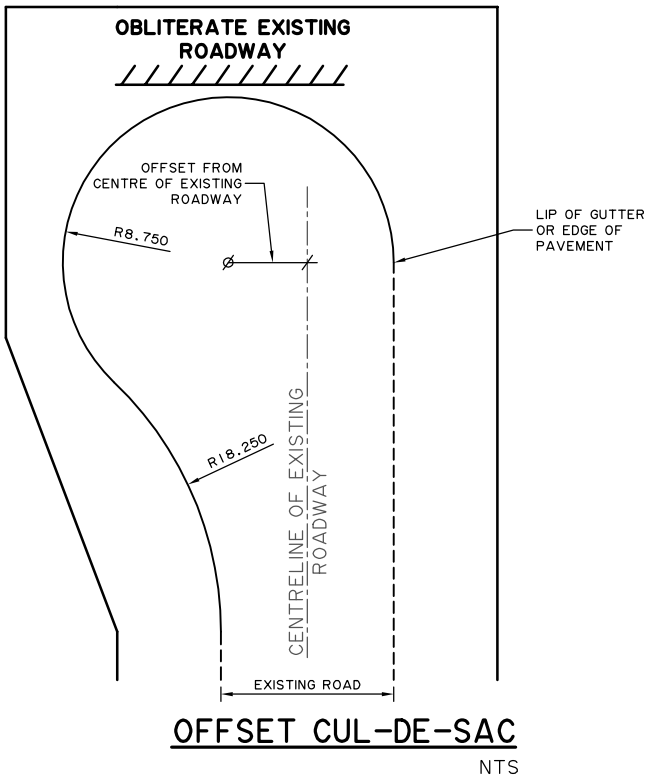 OBLITERATE EXISTING
ROADWAY
OFFSET FROM
CENTRE OF EXISTING
ROADWAY
LIP OF GUTTER
OR EDGE OF
PAVEMENT
R8.750
R18.250
CENTRELINE OF EXISTING
ROADWAY
EXISTING ROAD
OFFSET CUL-DE-SAC
NTS